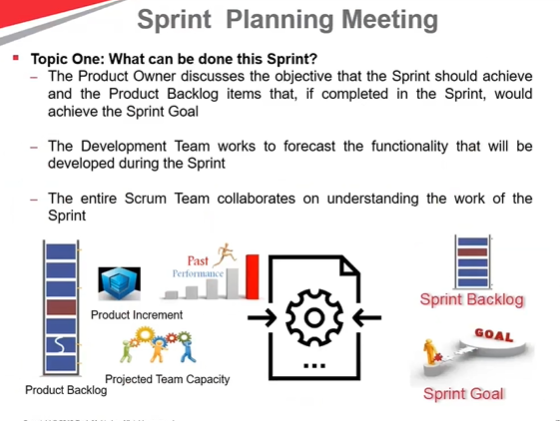 Sprint Planning Meeting
Topic One: What can be done this Sprint?
– The Product Owner discusses the objective that the Sprint should achieve
and the Product Backlog items that, if completed in the Sprint, would
achieve the Sprint Goal
– The Development Team works to forecast the functionality that will be
developed during the Sprint
– The entire Scrum Team collaborates on understanding the work of the
Sprint
Past
Performance
Product Increment
Projected Team Capacity
Product Backlog
Sprint Backlog
GOAL
Sprint Goal